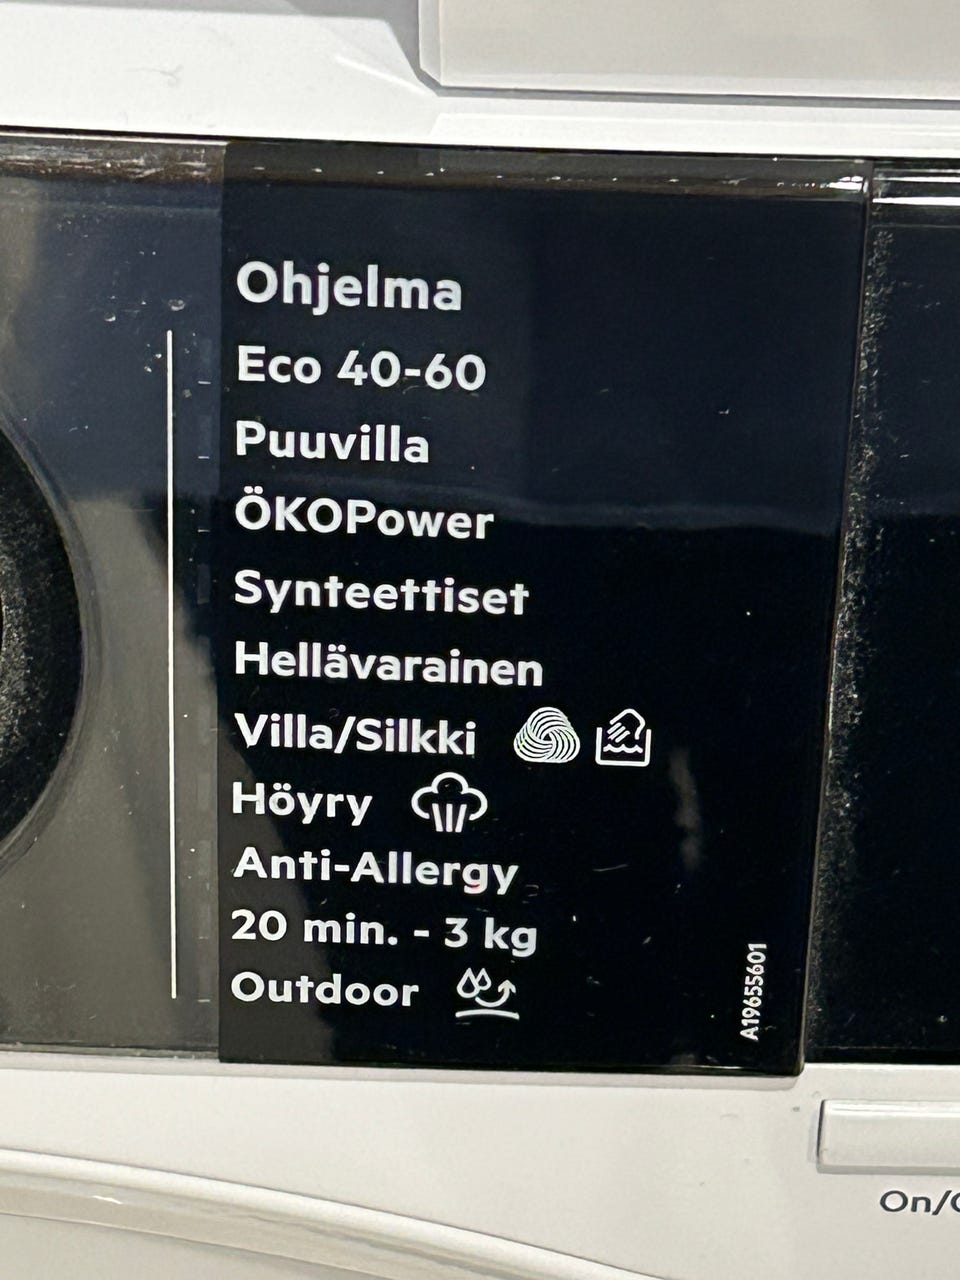 Ohjelma
Eco 40-60
Puuvilla
ÖKOPower
Synteettiset
Hellävarainen
Villa/Silkki
Höyry
Anti-Allergy
20 min. - 3 kg
Outdoor
A19655601